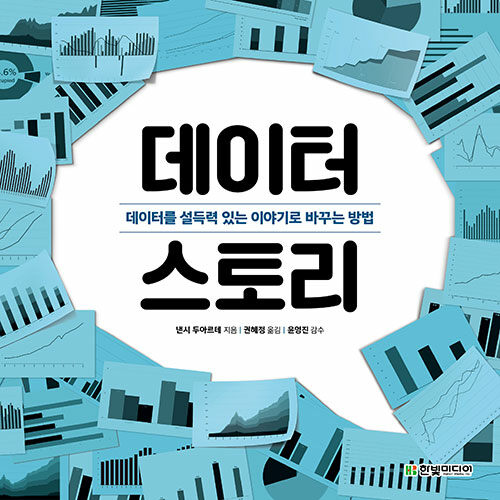 데이터
데이터를 설득력 있는 이야기로 바꾸는 방법
스토리
낸시 두아르테 지음 | 권혜정 옮김 | 윤영진 감수
한빛미디어